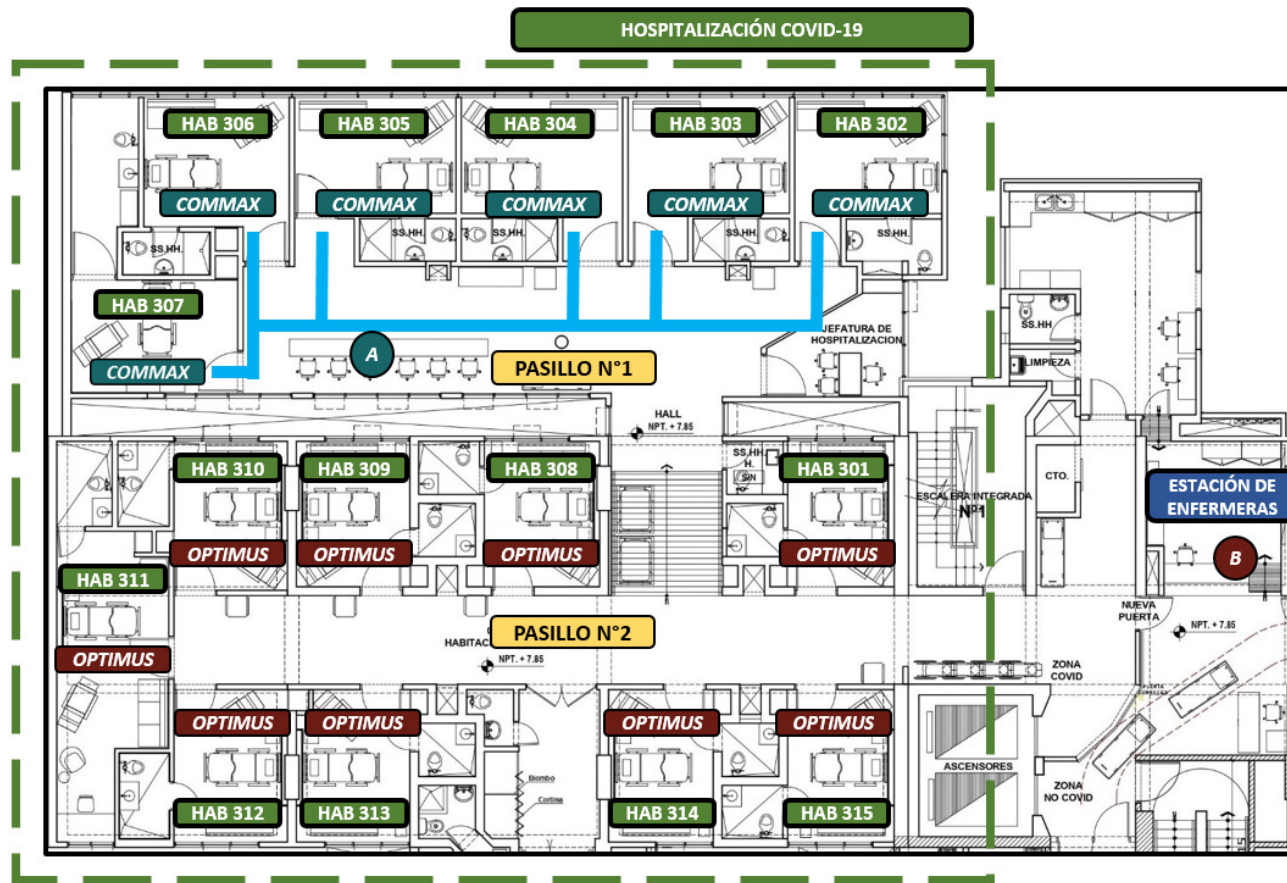 HOSPITALIZACIÓN COVID-19
HAB 306
HAB 305
HAB 304
HAB 303
HAB 302
COMMAX
COMMAX
COMMAX
COMMAX
COMMAX
SS.HH.
SS.HH.
SS.HH.
SS.HH.
SS.HH.
HAB 307
COMMAX
A
PASILLO N°1
JEFATURA DE
HOSPITALIZACION
SS.HH
LIMPIEZA
HALL
NPT. + 7.85
HAB 310
HAB 309
HAB 308
SS.HH.
H.
S/N
HAB 301
ESCALERA INTEGRADA
N°1
CTO.
ESTACIÓN DE
ENFERMERAS
OPTIMUS
OPTIMUS
OPTIMUS
OPTIMUS
B
HAB 311
OPTIMUS
NUEVA
PUERTA
NPT. + 7.85
PASILLO N°2
NPT. + 7.85
ZONA
COVID
OPTIMUS
OPTIMUS
OPTIMUS
OPTIMUS
ASCENSORES
Biombo
Cortina
ZONA
NO COVID
HAB 312
HAB 313
HAB 314
HAB 315